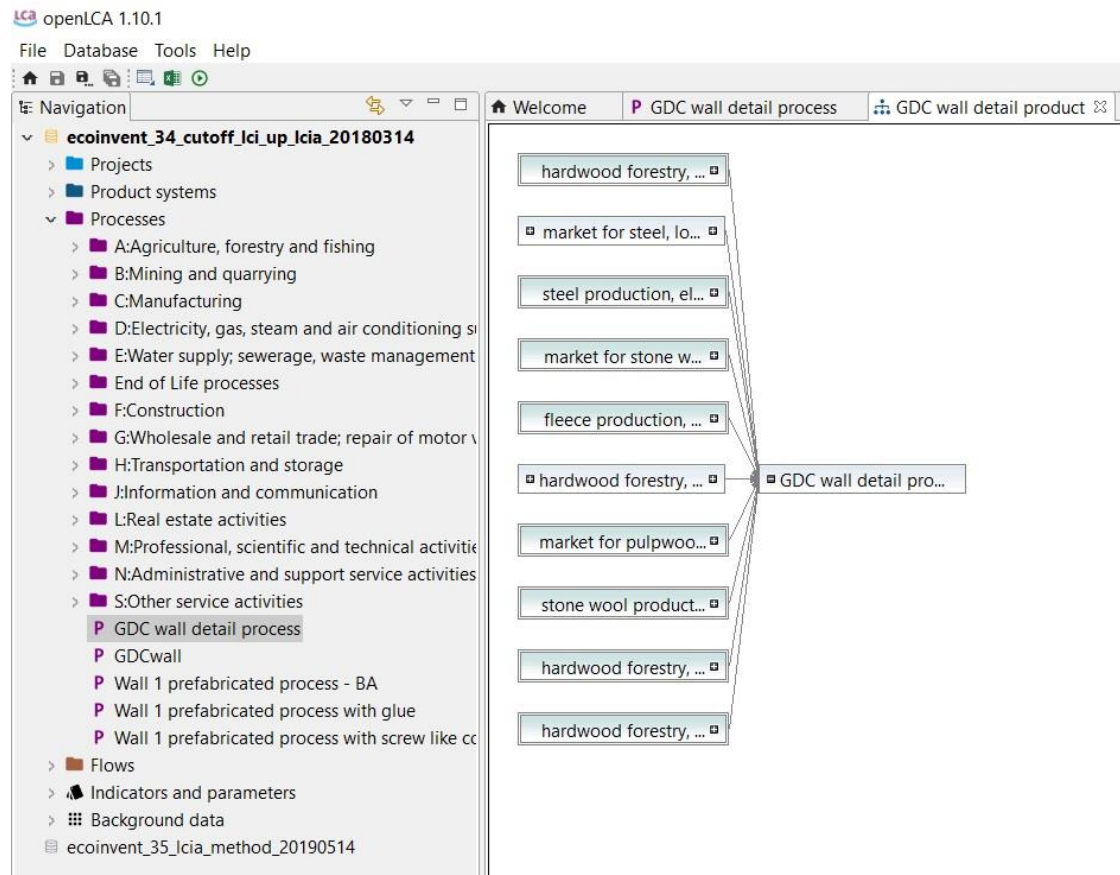 LCa openLCA 1.10.1
File Database Tools Help
Navigation
ecoinvent_34_cutoff_lci_up_lcia_20180314
Projects
Product systems
Processes
A:Agriculture, forestry and fishing
B:Mining and quarrying
C:Manufacturing
D:Electricity, gas, steam and air conditioning
E:Water supply; sewerage, waste management
End of Life processes
F:Construction
G:Wholesale and retail trade; repair of motor
H:Transportation and storage
J:Information and communication
L:Real estate activities
M:Professional, scientific and technical activitie
N:Administrative and support service activities
S:Other service activities
P GDC wall detail process
P GDCwall
P Wall 1 prefabricated process - BA
P Wall 1 prefabricated process with glue
P Wall 1 prefabricated process with screw like cc
Flows
Indicators and parameters
Background data
ecoinvent_35_lcia_method_20190514
Welcome P GDC wall detail process GDC wall detail product
hardwood forestry, ...
market for steel, lo...
steel production, el...
market for stone w...
fleece production, ...
hardwood forestry, ...
GDC wall detail pro...
market for pulpwoo...
stone wool product...
hardwood forestry, ...
hardwood forestry, ...